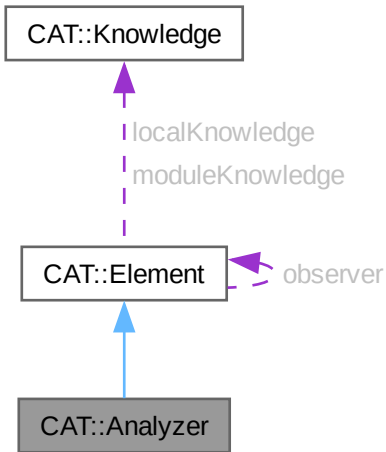 CAT::Knowledge
localKnowledge
moduleKnowledge
CAT::Element
observer
CAT::Analyzer